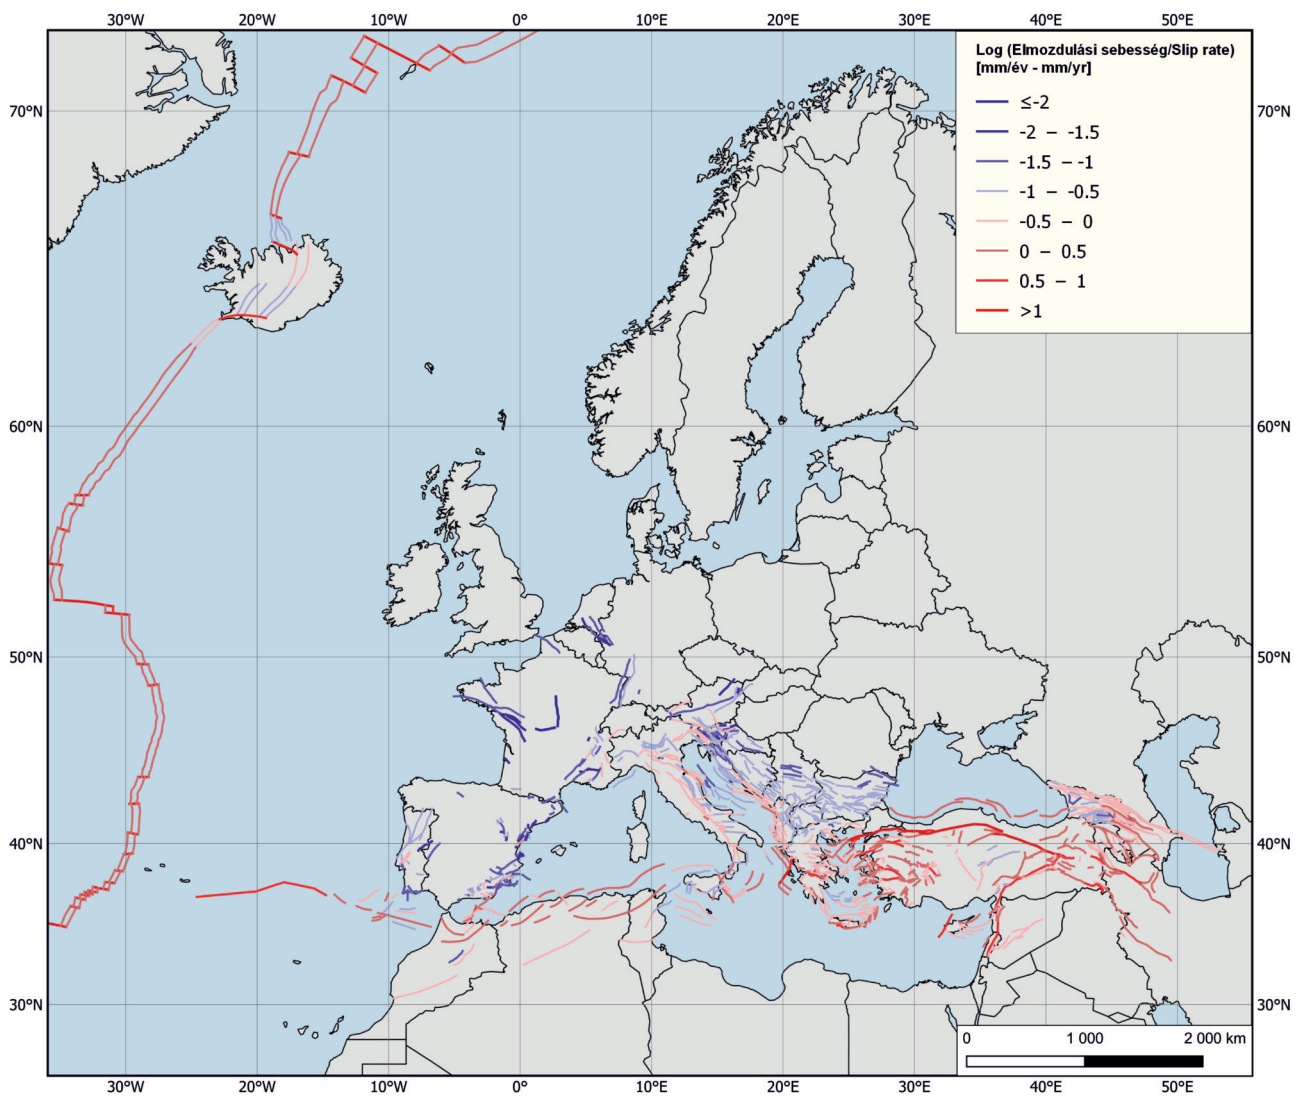 30°W 20°W 10°W 0° 10°E 20°E 30°E 40°E 50°E
Log (Elmozdulási sebesség/Slip rate)
[mm/év - mm/yr]
≤-2
-2 – -1.5
-1.5 – -1
-1 – -0.5
-0.5 – 0
0 – 0.5
0.5 – 1
>1
70°N 70°N
60°N 60°N
50°N 50°N
40°N 40°N
30°N 30°N
0 1 000 2 000 km
30°W 20°W 10°W 0° 10°E 20°E 30°E 40°E 50°E